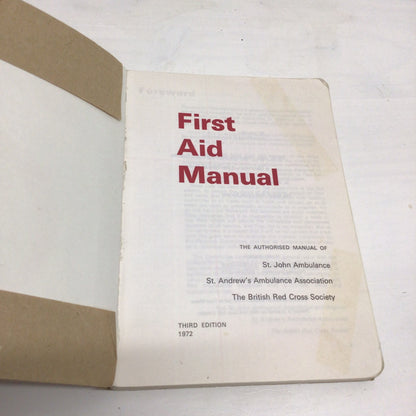 Foreword
First
Aid
Manual
THE AUTHORISED MANUAL OF
St. John Ambulance
St. Andrew's Ambulance Association
The British Red Cross Society
THIRD EDITION
1972